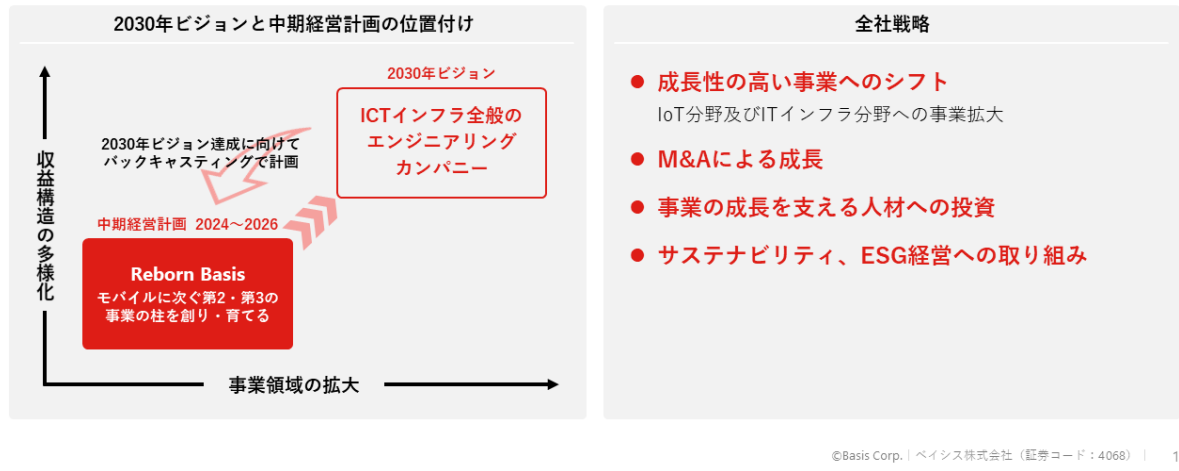 2030年ビジョンと中期経営計画の位置付け
2030年ビジョン
ICTインフラ全般の
エンジニアリング
カンパニー
2030年ビジョン達成に向けて
バックキャスティングで計画
収益構造の多様化
中期経営計画 2024～2026
Reborn Basis
モバイルに次ぐ第2・第3の
事業の柱を創り・育てる
事業領域の拡大
全社戦略
● 成長性の高い事業へのシフト
IoT分野及びITインフラ分野への事業拡大
● M&Aによる成長
● 事業の成長を支える人材への投資
● サステナビリティ、ESG経営への取り組み
©Basis Corp.｜ベイシス株式会社（証券コード：4068）｜ 1